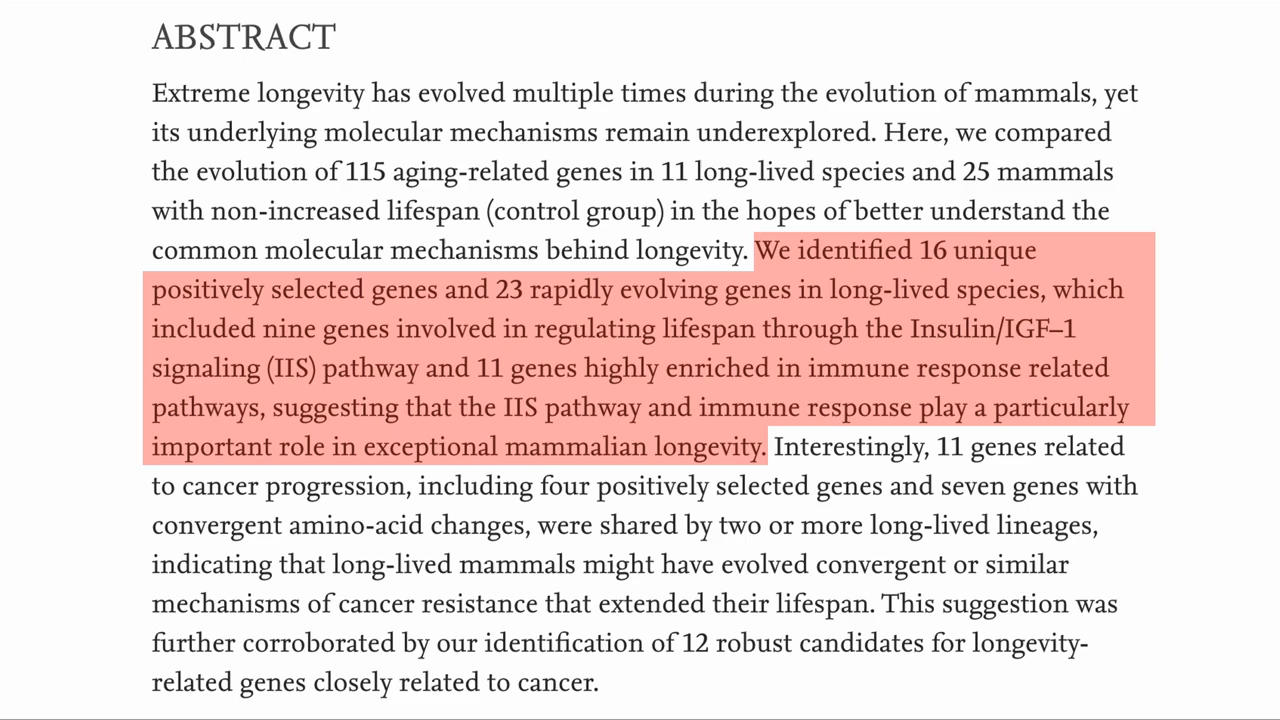 ABSTRACT
Extreme longevity has evolved multiple times during the evolution of mammals, yet
its underlying molecular mechanisms remain underexplored. Here, we compared
the evolution of 115 aging-related genes in 11 long-lived species and 25 mammals
with non-increased lifespan (control group) in the hopes of better understand the
common molecular mechanisms behind longevity. We identified 16 unique
positively selected genes and 23 rapidly evolving genes in long-lived species, which
included nine genes involved in regulating lifespan through the Insulin/IGF–1
signaling (IIS) pathway and 11 genes highly enriched in immune response related
pathways, suggesting that the IIS pathway and immune response play a particularly
important role in exceptional mammalian longevity. Interestingly, 11 genes related
to cancer progression, including four positively selected genes and seven genes with
convergent amino-acid changes, were shared by two or more long-lived lineages,
indicating that long-lived mammals might have evolved convergent or similar
mechanisms of cancer resistance that extended their lifespan. This suggestion was
further corroborated by our identification of 12 robust candidates for longevity-
related genes closely related to cancer.